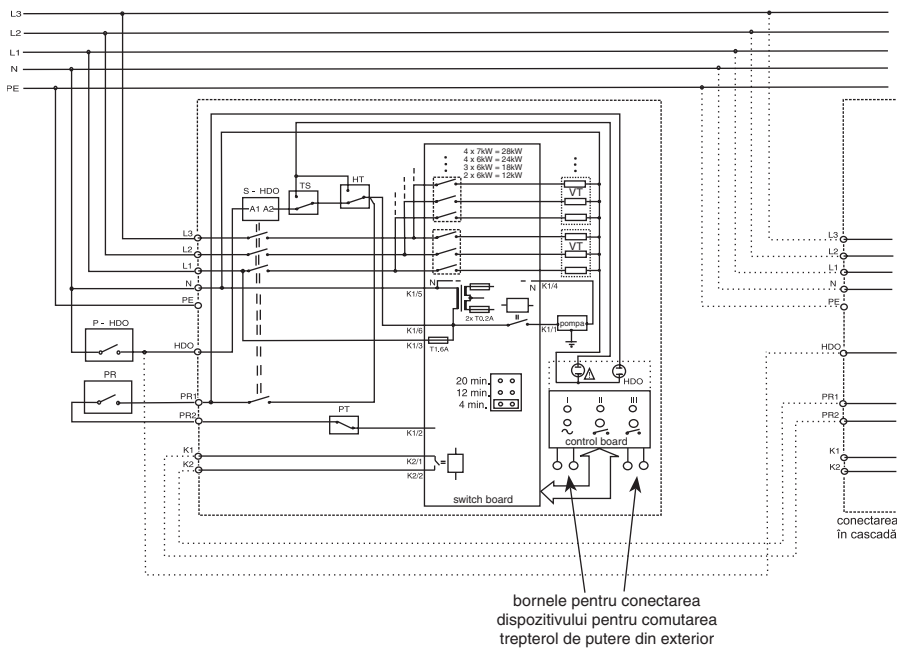 L3
L2
L1
N
PE
4 x 7kW = 28kW
4 x 6kW = 24kW
3 x 6kW = 18kW
2 x 6kW = 12kW
S - HDO
TS
HT
A1 A2
VT
L3
L2
L1
N
PE
VT
N
K1/5
2x T0,2A
N
K1/4
P - HDO
HDO
K1/6
K1/3
T1,6A
K1/1
pompa
HDO
PR
PR1
PR2
PT
K1/2
20 min.
12 min.
4 min.
I
II
III
control board
K1
K2
K2/1
K2/2
=
switch board
L3
L2
L1
N
PE
HDO
PR1
PR2
K1
K2
conectarea
în cascadă
bornele pentru conectarea
dispozitivului pentru comutarea
trepterol de putere din exterior